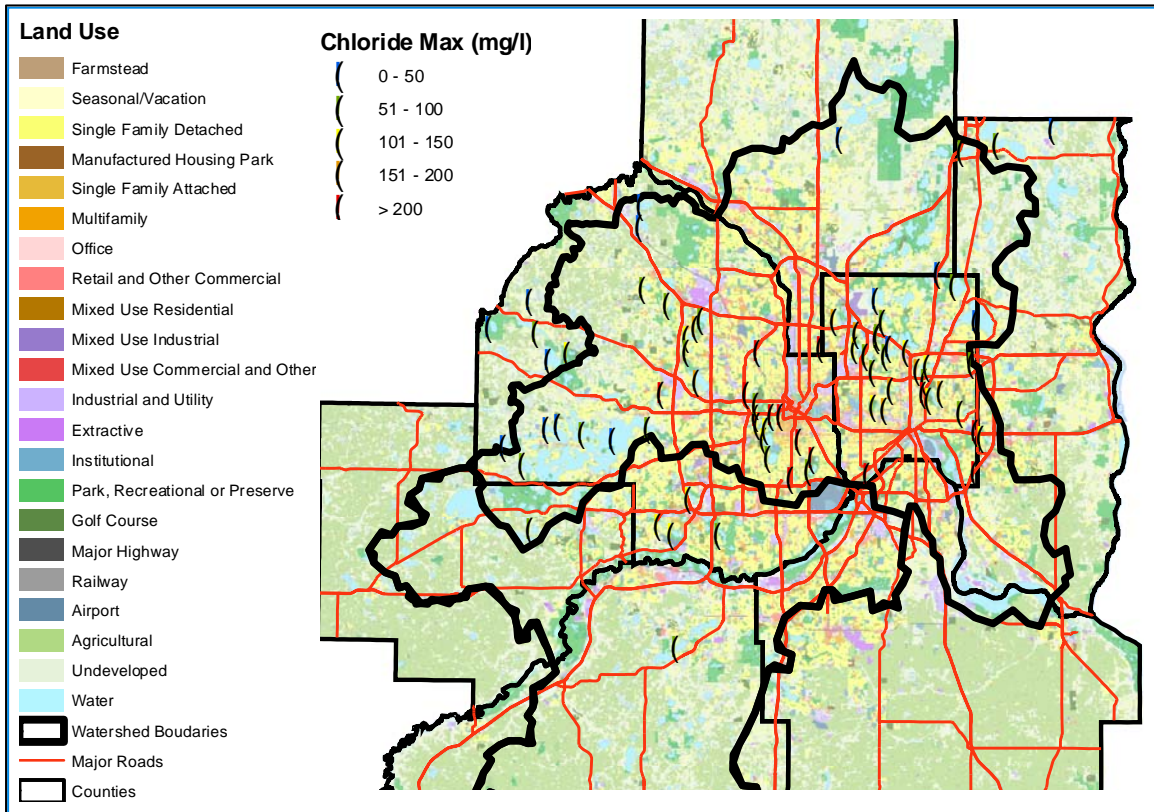 Land Use
Farmstead
Seasonal/Vacation
Single Family Detached
Manufactured Housing Park
Single Family Attached
Multifamily
Office
Retail and Other Commercial
Mixed Use Residential
Mixed Use Industrial
Mixed Use Commercial and Other
Industrial and Utility
Extractive
Institutional
Park, Recreational or Preserve
Golf Course
Major Highway
Railway
Airport
Agricultural
Undeveloped
Water
Watershed Boudaries
Major Roads
Counties
Chloride Max (mg/l)
0 - 50
51 - 100
101 - 150
151 - 200
> 200